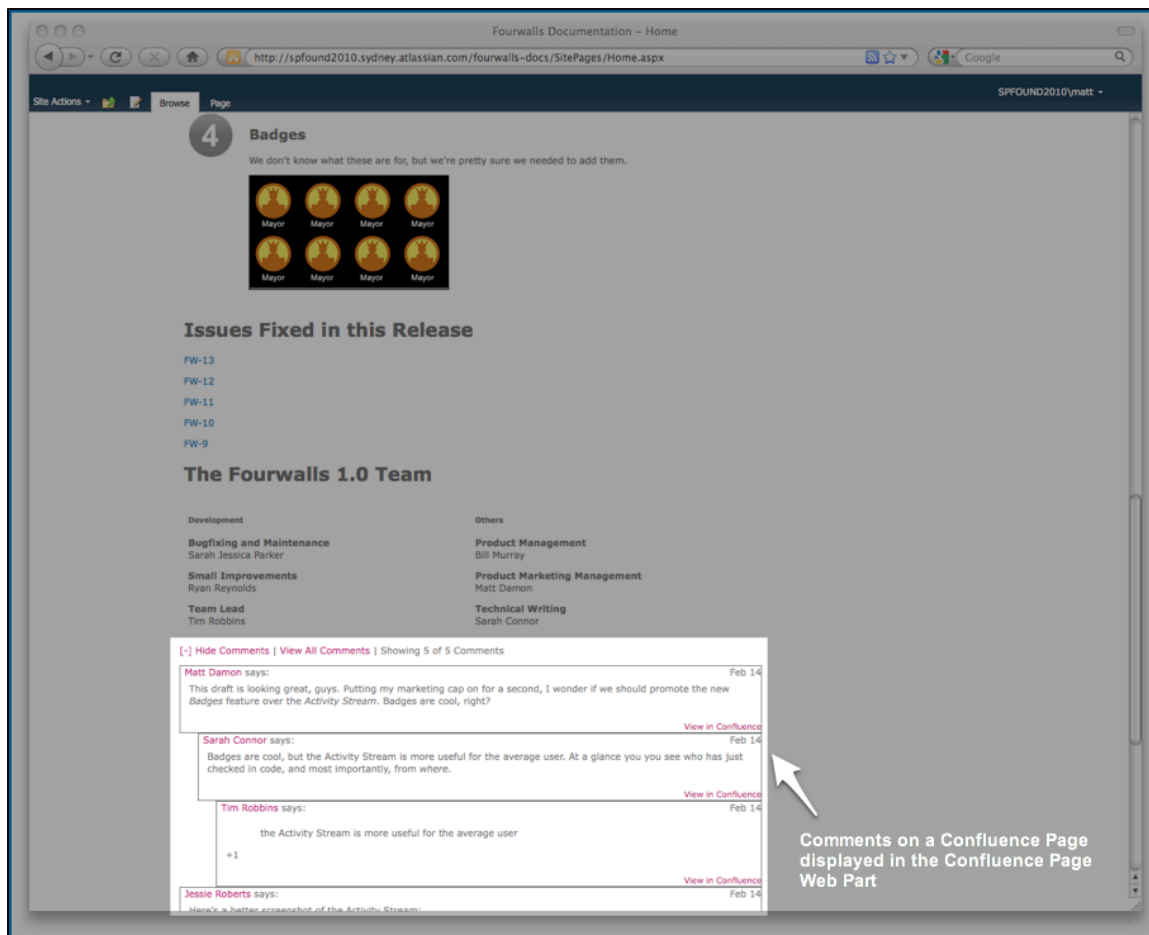 Fourwalls Documentation – Home
http://spfound2010.sydney.atlassian.com/fourwalls-docs/SitePages/Home.aspx
Google
SPFOUND2010\matt
Site Actions
Browse
Page
4
Badges
We don't know what these are for, but we're pretty sure we needed to add them.
Mayor Mayor Mayor Mayor
Mayor Mayor Mayor Mayor
Issues Fixed in this Release
FW-13
FW-12
FW-11
FW-10
FW-9
The Fourwalls 1.0 Team
Development
Others
Bugfixing and Maintenance
Sarah Jessica Parker
Product Management
Bill Murray
Small Improvements
Ryan Reynolds
Product Marketing Management
Matt Damon
Team Lead
Tim Robbins
Technical Writing
Sarah Connor
[-] Hide Comments | View All Comments | Showing 5 of 5 Comments
Matt Damon says: Feb 14
This draft is looking great, guys. Putting my marketing cap on for a second, I wonder if we should promote the new
Badges feature over the Activity Stream. Badges are cool, right?
View in Confluence
Sarah Connor says: Feb 14
Badges are cool, but the Activity Stream is more useful for the average user. At a glance you you see who has just
checked in code, and most importantly, from where.
View in Confluence
Tim Robbins says: Feb 14
the Activity Stream is more useful for the average user
+1
View in Confluence
Jessie Roberts says: Feb 14
Here's a better screenshot of the Activity Stream:
Comments on a Confluence Page
displayed in the Confluence Page
Web Part